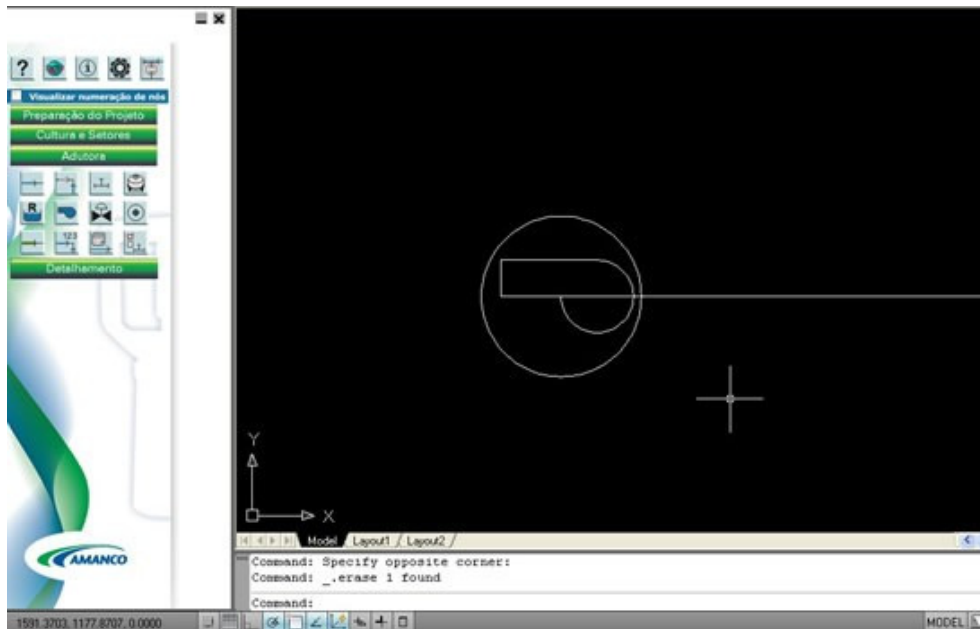 ?
Visualizar numeração de nós
Preparação do Projeto
Cultura e Setores
Adutora
R
123
Detalhamento
AMANCO
Y
X
Model
Layout1
Layout2
Command: Specify opposite corner:
Command: _.erase 1 found
Command:
1591.3703, 1177.8707, 0.0000
MODEL